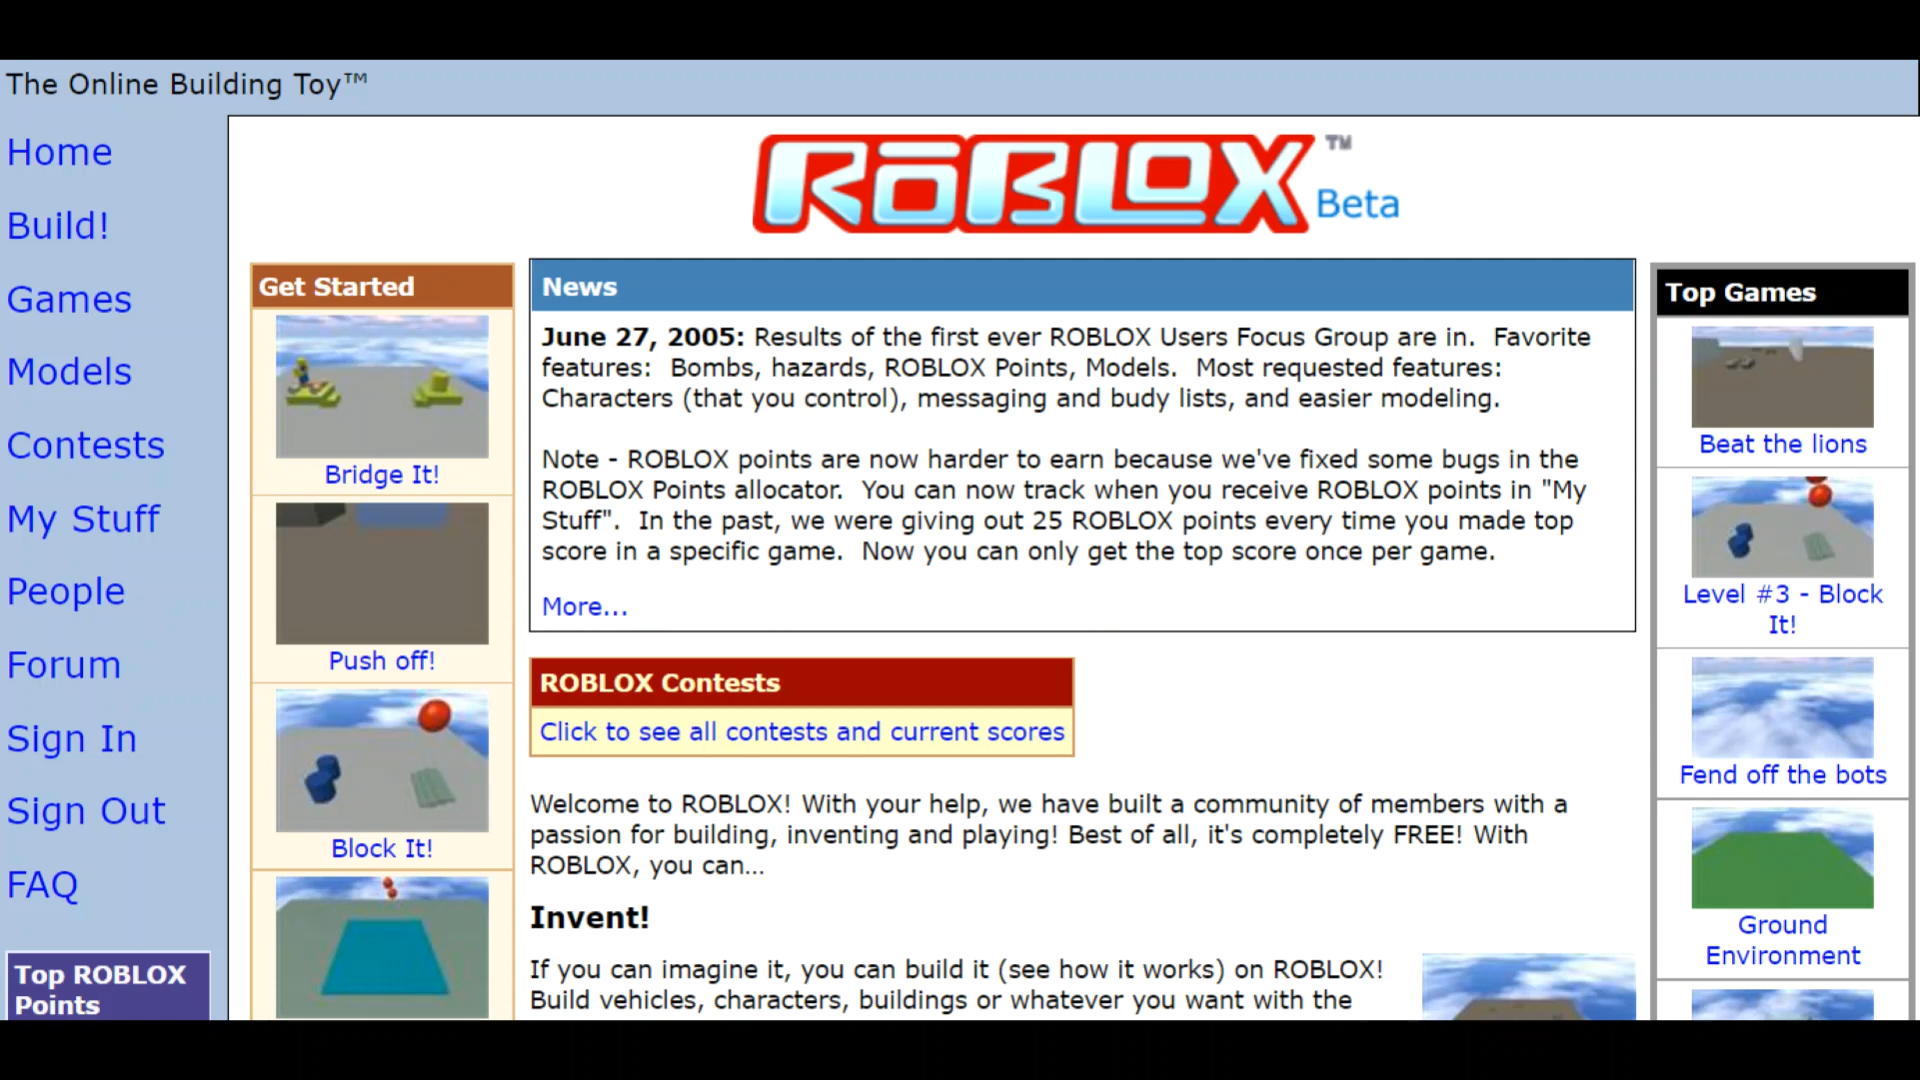 The Online Building Toy™
Home
Build!
Games
Models
Contests
My Stuff
People
Forum
Sign In
Sign Out
FAQ
Top ROBLOX
Points
ROBLOX™
Beta
Get Started
Bridge It!
Push off!
Block It!
News
June 27, 2005: Results of the first ever ROBLOX Users Focus Group are in. Favorite
features: Bombs, hazards, ROBLOX Points, Models. Most requested features:
Characters (that you control), messaging and budy lists, and easier modeling.
Note - ROBLOX points are now harder to earn because we've fixed some bugs in the
ROBLOX Points allocator. You can now track when you receive ROBLOX points in "My
Stuff". In the past, we were giving out 25 ROBLOX points every time you made top
score in a specific game. Now you can only get the top score once per game.
More...
ROBLOX Contests
Click to see all contests and current scores
Welcome to ROBLOX! With your help, we have built a community of members with a
passion for building, inventing and playing! Best of all, it's completely FREE! With
ROBLOX, you can...
Invent!
If you can imagine it, you can build it (see how it works) on ROBLOX!
Build vehicles, characters, buildings or whatever you want with the
Top Games
Beat the lions
Level #3 - Block
It!
Fend off the bots
Ground
Environment